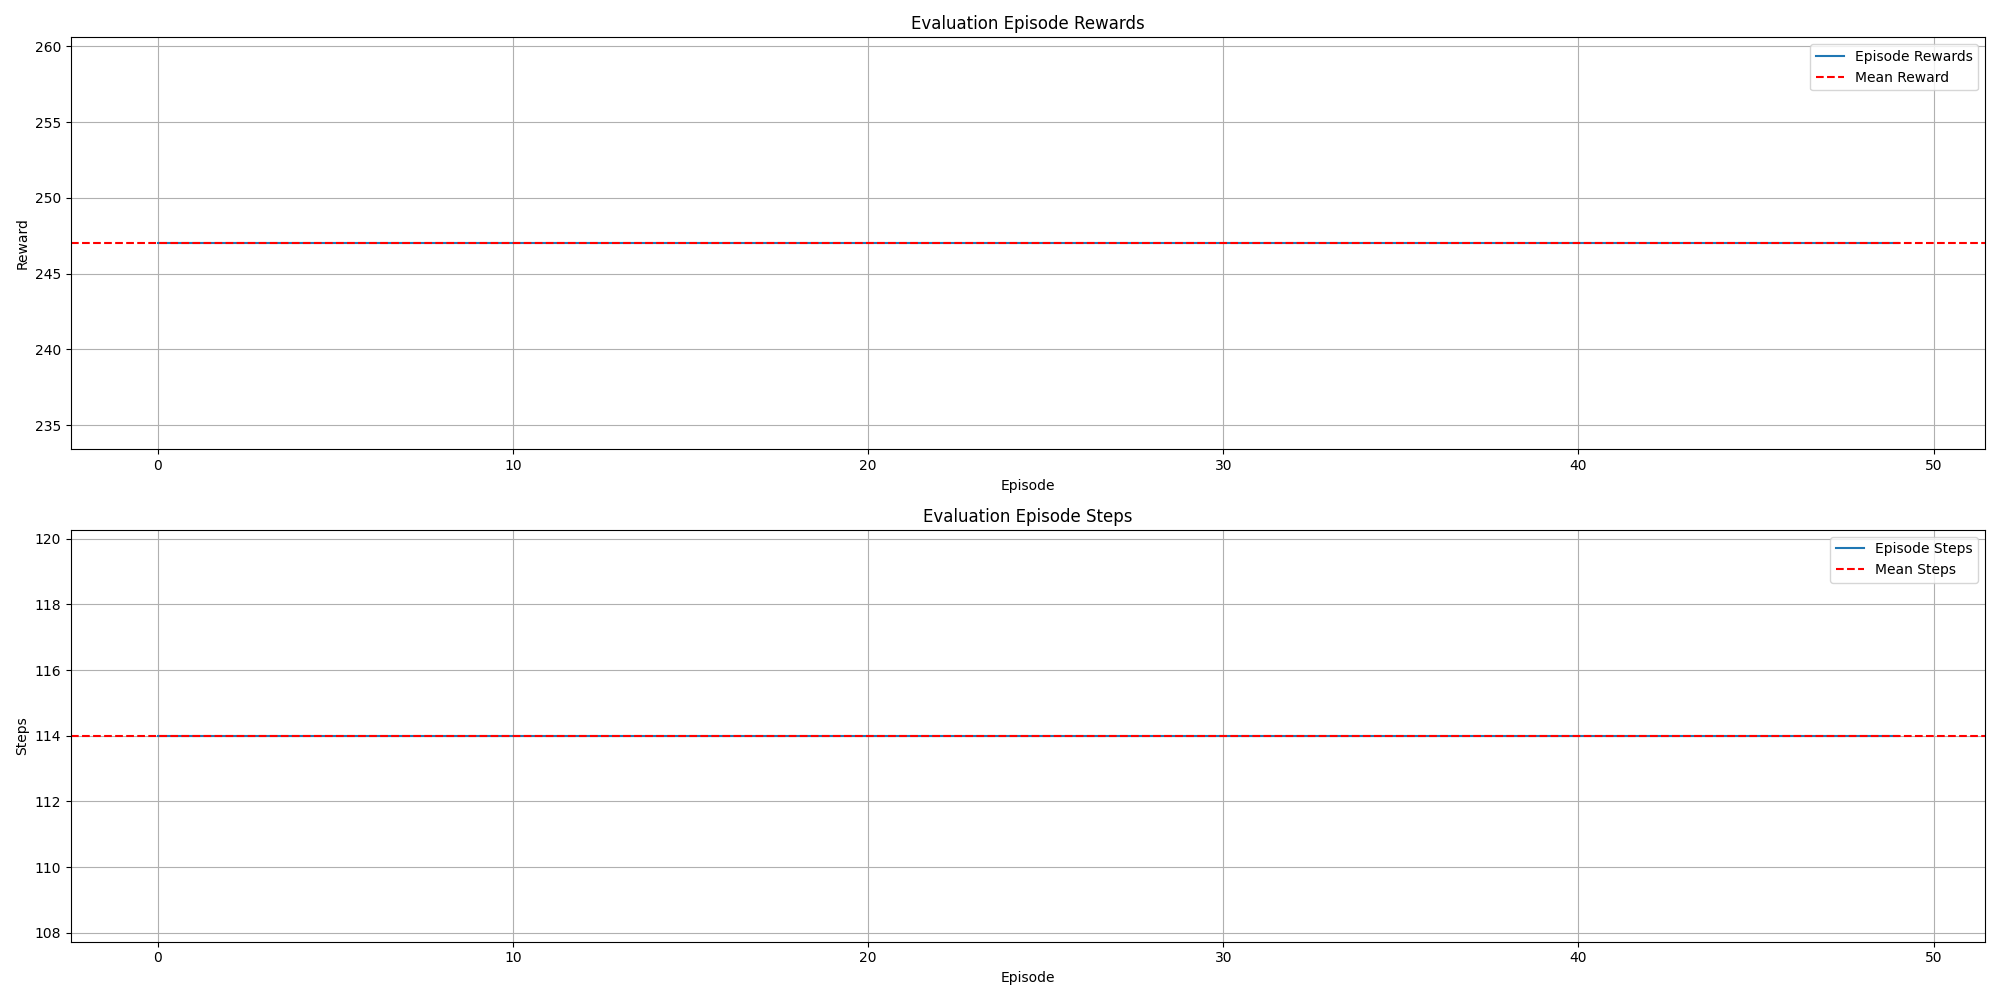 Evaluation Episode Rewards
260
255
250
245
240
235
Reward
Episode Rewards
Mean Reward
0 10 20 30 40 50
Episode
Evaluation Episode Steps
120
118
116
114
112
110
108
Steps
Episode Steps
Mean Steps
0 10 20 30 40 50
Episode